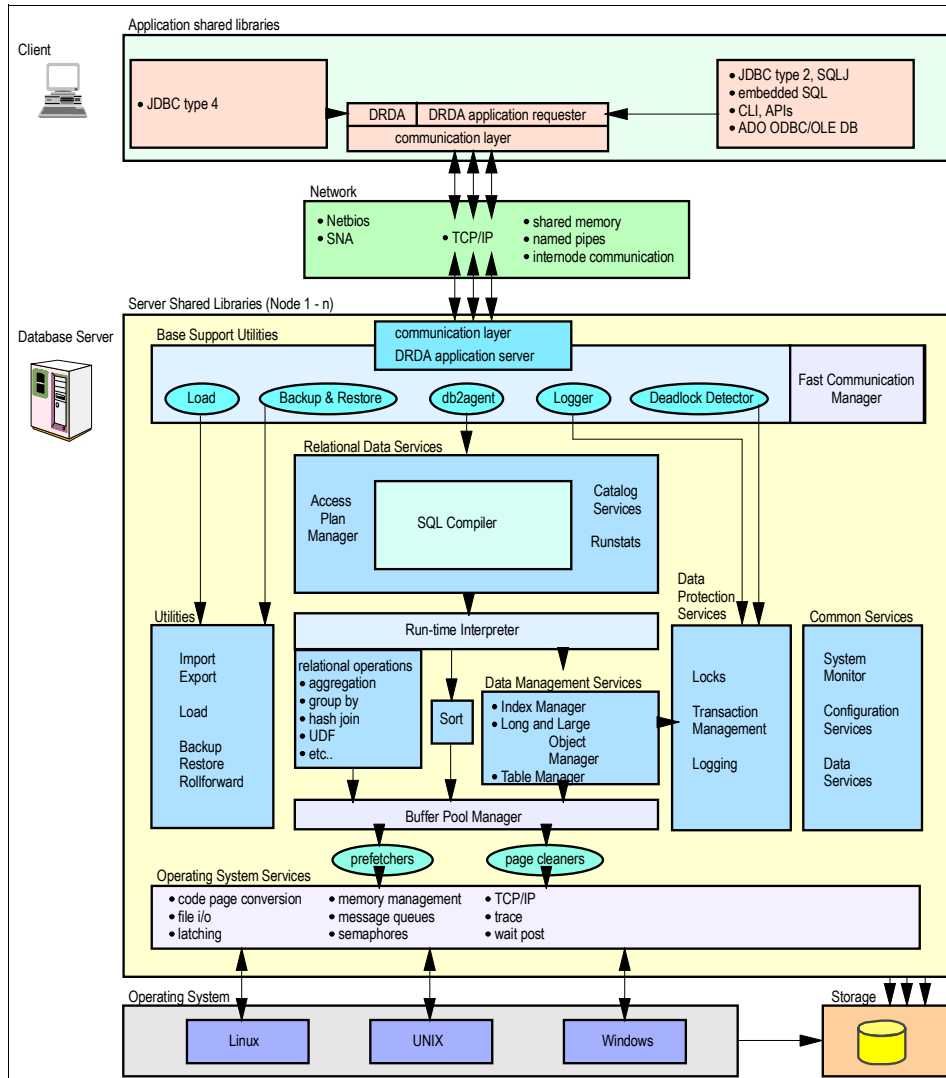 Application shared libraries
Client
• JDBC type 4
DRDA
DRDA application requester
communication layer
• JDBC type 2, SQLJ
• embedded SQL
• CLI, APIs
• ADO ODBC/OLE DB
Network
• Netbios
• SNA
• TCP/IP
• shared memory
• named pipes
• internode communication
Server Shared Libraries (Node 1 - n)
Database Server
Base Support Utilities
communication layer
DRDA application server
Load
Backup & Restore
db2agent
Logger
Deadlock Detector
Fast Communication
Manager
Relational Data Services
Access
Plan
Manager
SQL Compiler
Catalog
Services
Runstats
Utilities
Import
Export
Load
Backup
Restore
Rollforward
Run-time Interpreter
relational operations
• aggregation
• group by
• hash join
• UDF
• etc..
Sort
Data Management Services
• Index Manager
• Long and Large
Object
Manager
• Table Manager
Data
Protection
Services
Locks
Transaction
Management
Logging
Common Services
System
Monitor
Configuration
Services
Data
Services
Buffer Pool Manager
prefetchers
page cleaners
Operating System Services
• code page conversion
• file i/o
• latching
• memory management
• message queues
• semaphores
• TCP/IP
• trace
• wait post
Operating System
Linux
UNIX
Windows
Storage